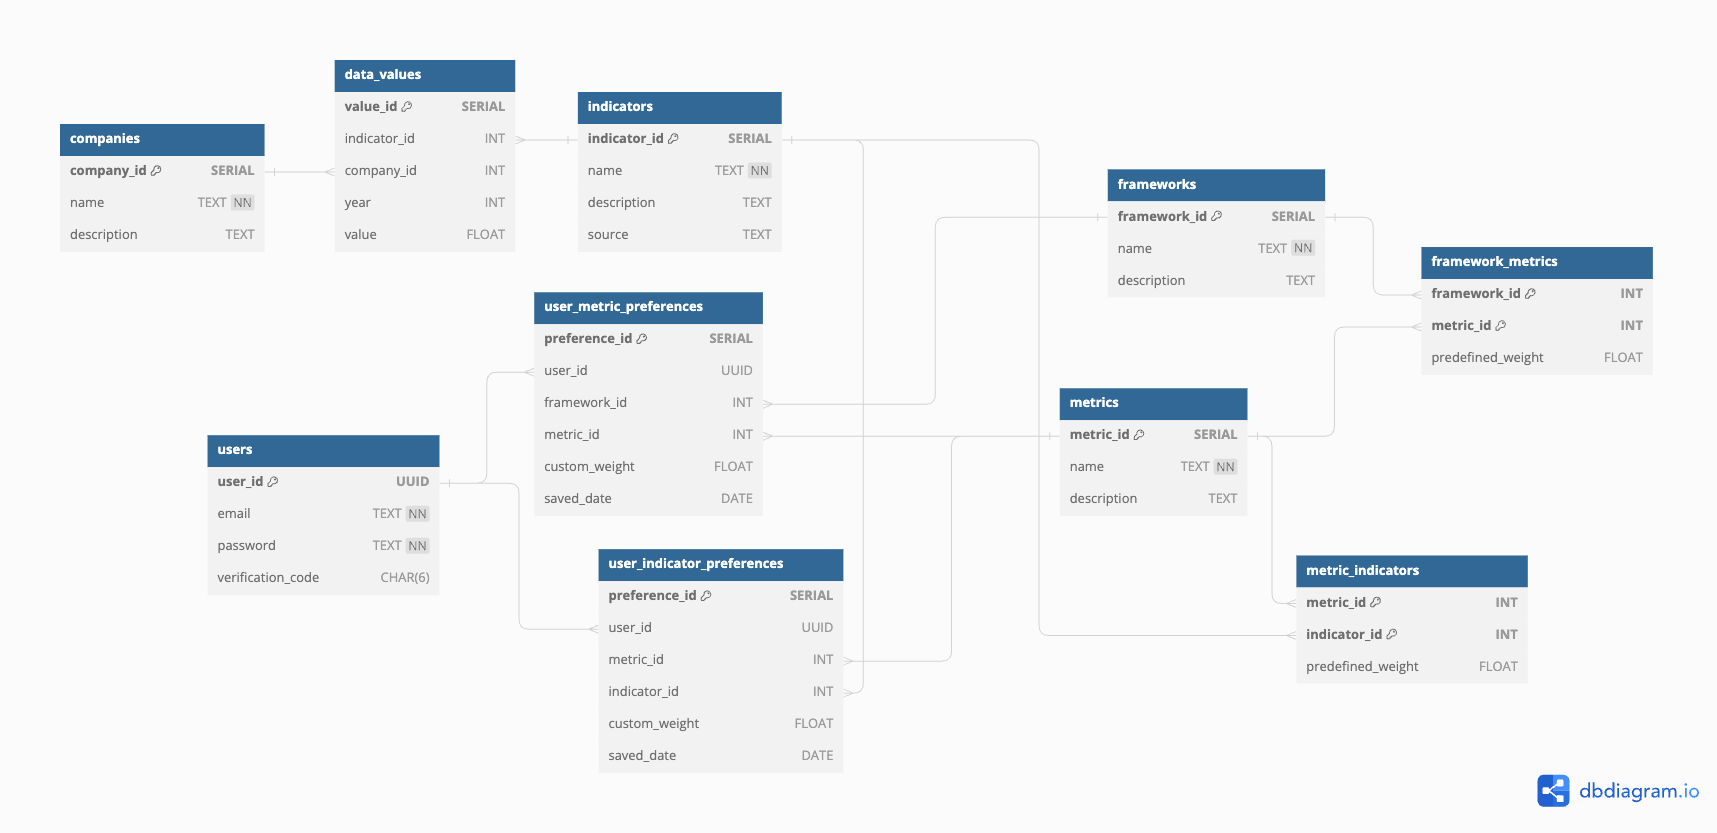 companies
company_id SERIAL
name TEXT NN
description TEXT
data_values
value_id SERIAL
indicator_id INT
company_id INT
year INT
value FLOAT
indicators
indicator_id SERIAL
name TEXT NN
description TEXT
source TEXT
frameworks
framework_id SERIAL
name TEXT NN
description TEXT
framework_metrics
framework_id INT
metric_id INT
predefined_weight FLOAT
user_metric_preferences
preference_id SERIAL
user_id UUID
framework_id INT
metric_id INT
custom_weight FLOAT
saved_date DATE
metrics
metric_id SERIAL
name TEXT NN
description TEXT
users
user_id UUID
email TEXT NN
password TEXT NN
verification_code CHAR(6)
user_indicator_preferences
preference_id SERIAL
user_id UUID
metric_id INT
indicator_id INT
custom_weight FLOAT
saved_date DATE
metric_indicators
metric_id INT
indicator_id INT
predefined_weight FLOAT
dbdiagram.io